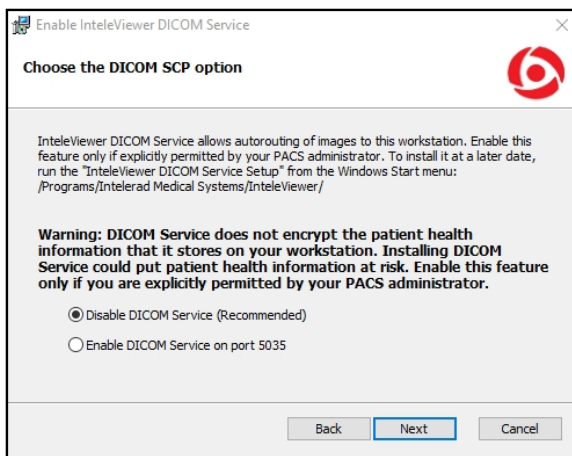 Enable InteleViewer DICOM Service
Choose the DICOM SCP option
InteleViewer DICOM Service allows autorouting of images to this workstation. Enable this
feature only if explicitly permitted by your PACS administrator. To install it at a later date,
run the "InteleViewer DICOM Service Setup" from the Windows Start menu:
/Programs/Intelerad Medical Systems/InteleViewer/
Warning: DICOM Service does not encrypt the patient health
information that it stores on your workstation. Installing DICOM
Service could put patient health information at risk. Enable this feature
only if you are explicitly permitted by your PACS administrator.
Disable DICOM Service (Recommended)
Enable DICOM Service on port 5035
Back Next Cancel